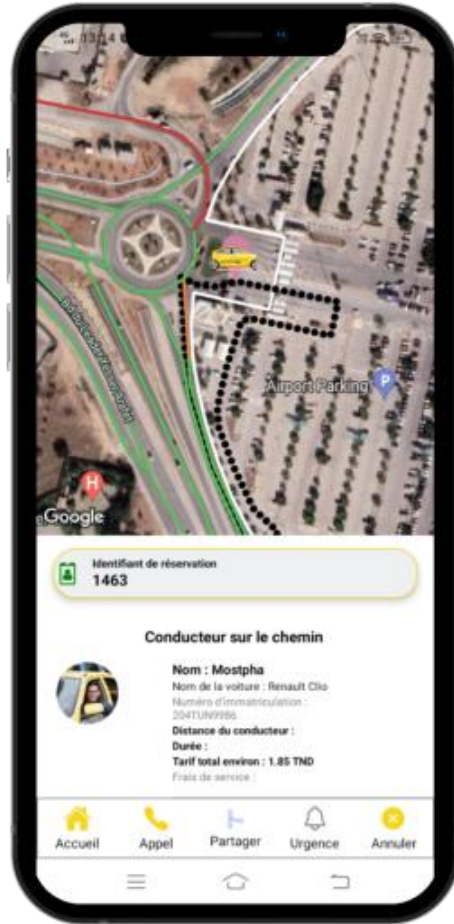 13:14
Airport Parking
P
H
Google
Identifiant de réservation
1463
Conducteur sur le chemin
Nom : Mostpha
Nom de la voiture : Renault Clio
Numéro d'immatriculation :
204TUN9986
Distance du conducteur :
Durée :
Tarif total environ : 1.85 TND
Frais de service :
Accueil
Appel
Partager
Urgence
Annuler